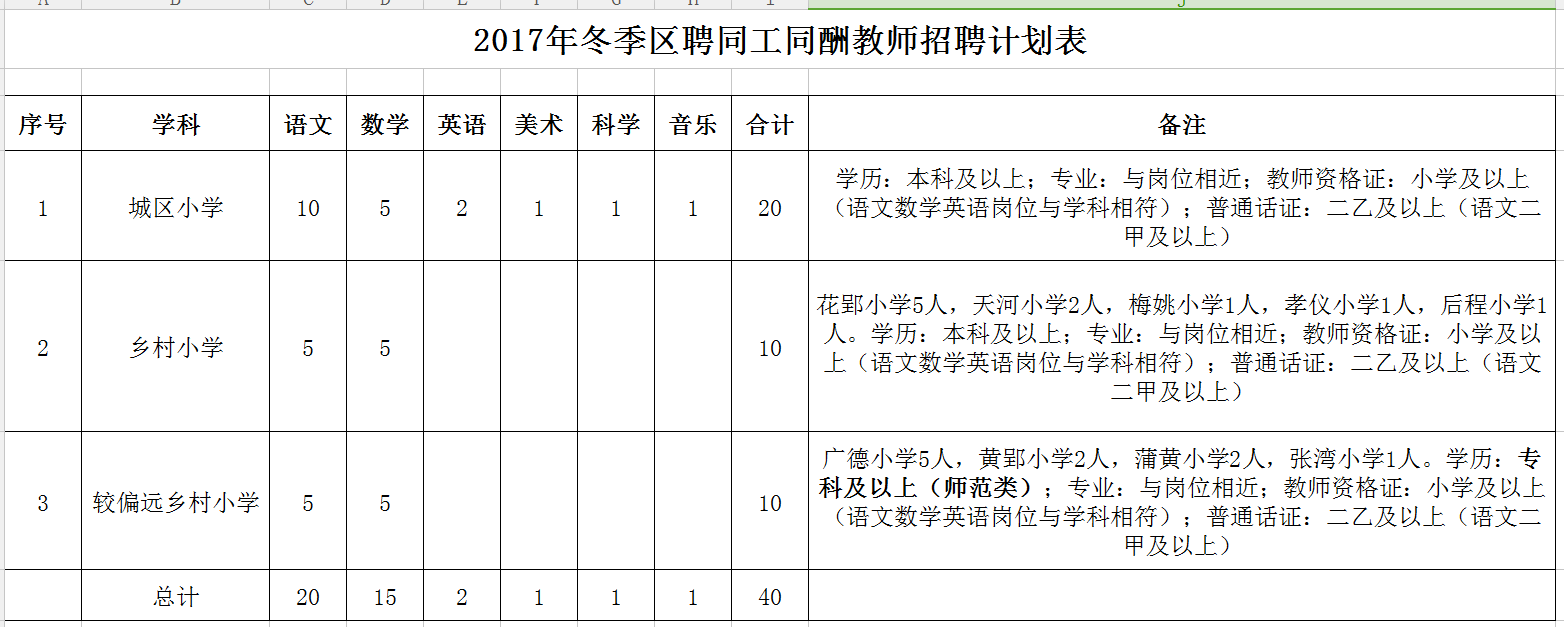 A B C D E F G H I J
2017年冬季区聘同工同酬教师招聘计划表
序号 学科 语文 数学 英语 美术 科学 音乐 合计 备注
1 城区小学 10 5 2 1 1 1 20
学历：本科及以上；专业：与岗位相近；教师资格证：小学及以上
（语文数学英语岗位与学科相符）；普通话证：二乙及以上（语文二
甲及以上）
2 乡村小学 5 5 10
花郢小学5人，天河小学2人，梅姚小学1人，孝仪小学1人，后程小学1
人。学历：本科及以上；专业：与岗位相近；教师资格证：小学及以
上（语文数学英语岗位与学科相符）；普通话证：二乙及以上（语文
二甲及以上）
3 较偏远乡村小学 5 5 10
广德小学5人，黄郢小学2人，蒲黄小学2人，张湾小学1人。学历：专
科及以上（师范类）；专业：与岗位相近；教师资格证：小学及以上
（语文数学英语岗位与学科相符）；普通话证：二乙及以上（语文二
甲及以上）
总计 20 15 2 1 1 1 40